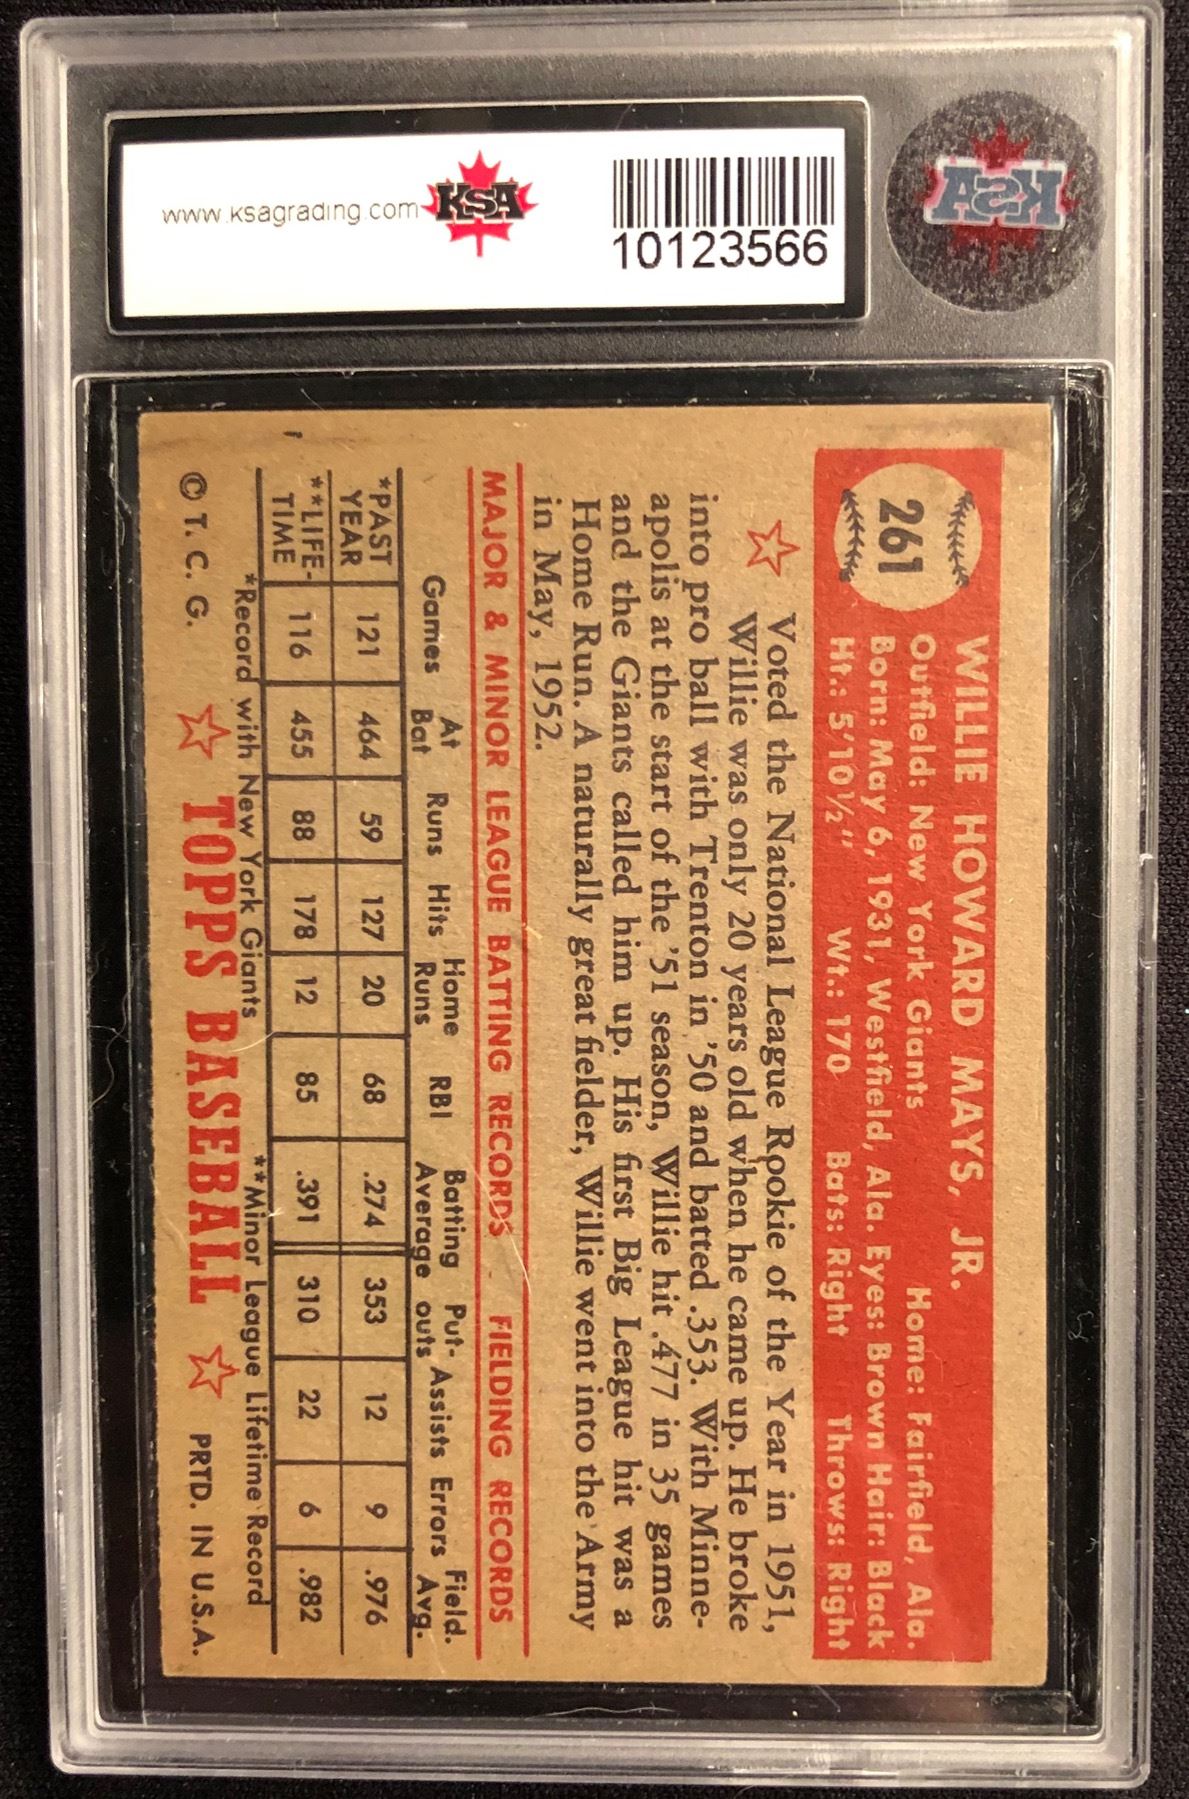 www.ksagrading.com
KSA
10123566
KSA
261
WILLIE HOWARD MAYS, JR.
Outfield: New York Giants Home: Fairfield, Ala.
Born: May 6, 1931, Westfield, Ala. Eyes: Brown Hair: Black
Ht.: 5'10½" Wt.: 170 Bats: Right Throws: Right
Voted the National League Rookie of the Year in 1951,
Willie was only 20 years old when he came up. He broke
into pro ball with Trenton in '50 and batted .353. With Minne-
apolis at the start of the '51 season, Willie hit .477 in 35 games
and the Giants called him up. His first Big League hit was a
Home Run. A naturally great fielder, Willie went into the Army
in May, 1952.
MAJOR & MINOR LEAGUE BATTING RECORDS FIELDING RECORDS
Games At Bat Runs Hits Home Runs RBI Batting Average Put-outs Assists Errors Field. Avg.
*PAST YEAR 121 464 59 127 20 68 .274 353 12 9 .976
**LIFE-TIME 116 455 88 178 12 85 .391 310 22 6 .982
*Record with New York Giants **Minor League Lifetime Record
© T. C. G. TOPPS BASEBALL PRTD. IN U.S.A.